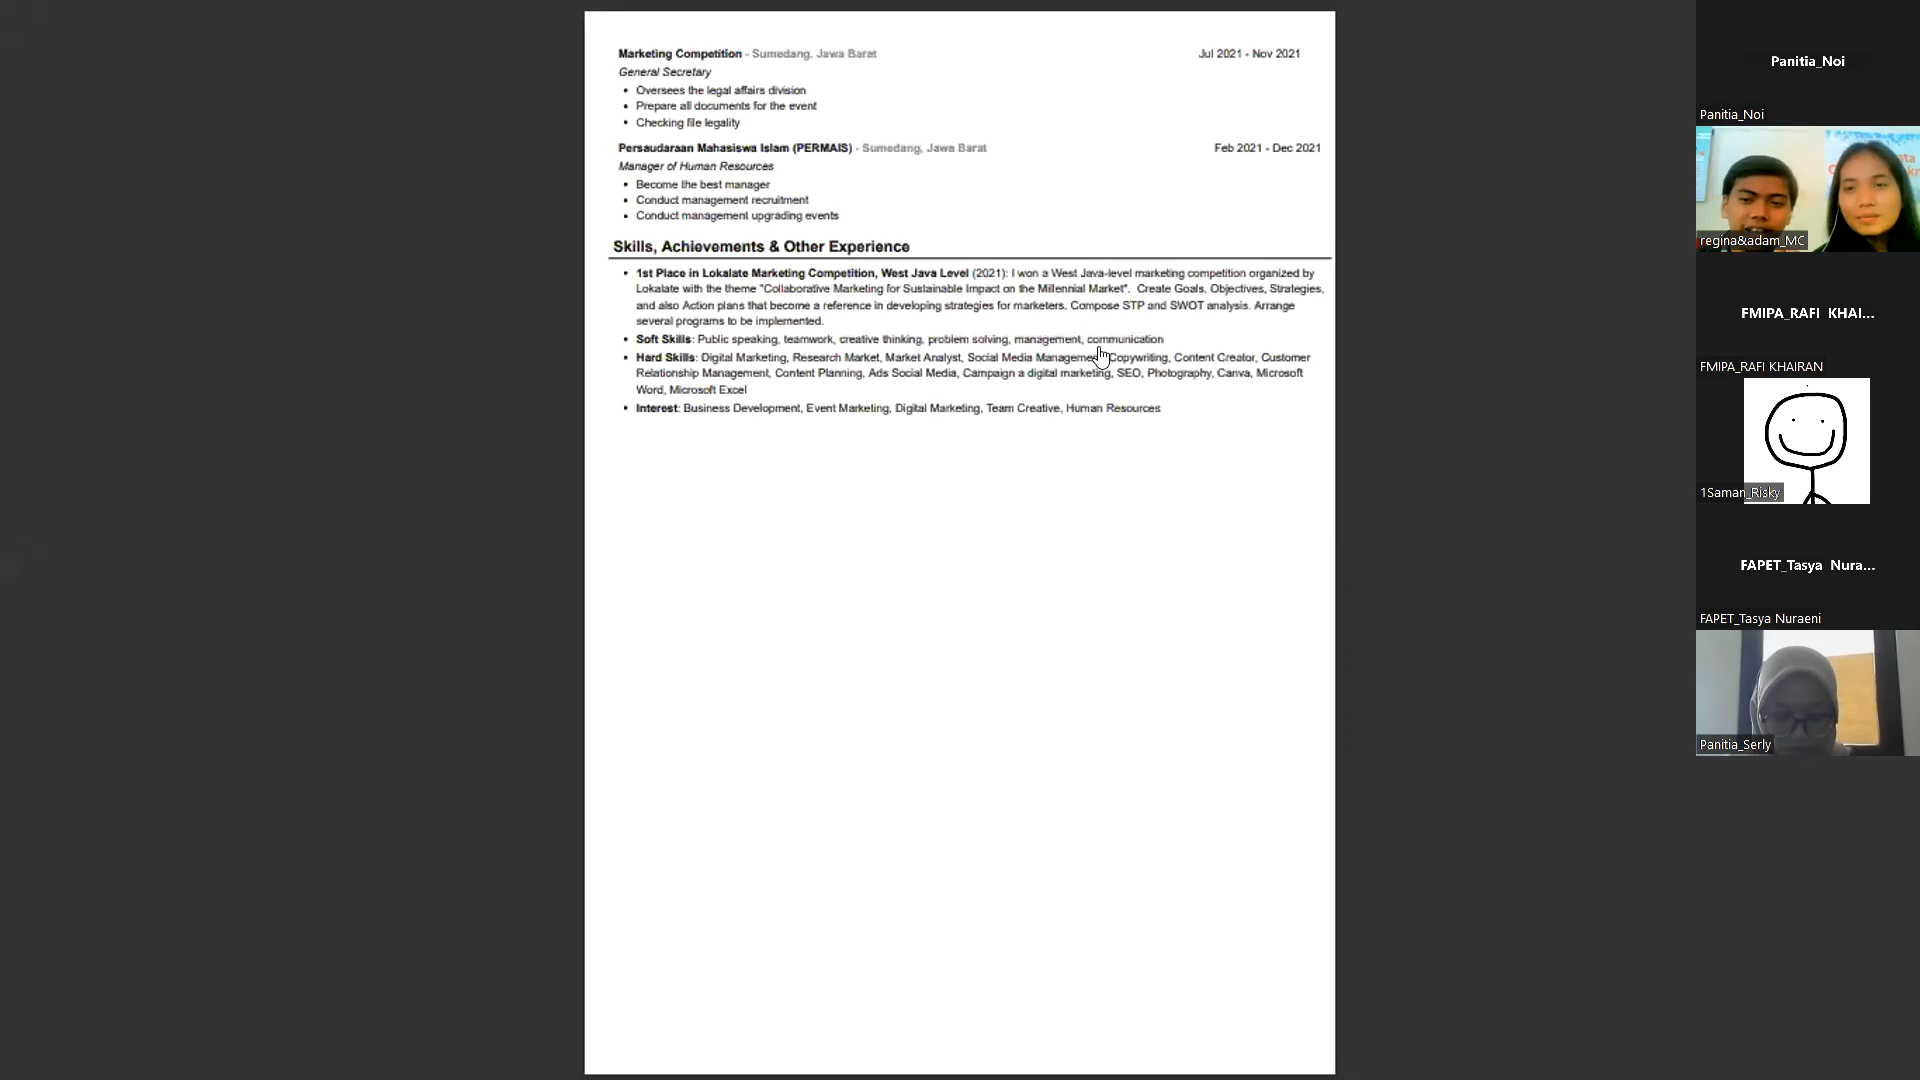 Marketing Competition - Sumedang, Jawa Barat Jul 2021 - Nov 2021
General Secretary
• Oversees the legal affairs division
• Prepare all documents for the event
• Checking file legality
Persaudaraan Mahasiswa Islam (PERMAIS) - Sumedang, Jawa Barat Feb 2021 - Dec 2021
Manager of Human Resources
• Become the best manager
• Conduct management recruitment
• Conduct management upgrading events
Skills, Achievements & Other Experience
• 1st Place in Lokalate Marketing Competition, West Java Level (2021): I won a West Java-level marketing competition organized by
Lokalate with the theme "Collaborative Marketing for Sustainable Impact on the Millennial Market". Create Goals, Objectives, Strategies,
and also Action plans that become a reference in developing strategies for marketers. Compose STP and SWOT analysis. Arrange
several programs to be implemented.
• Soft Skills: Public speaking, teamwork, creative thinking, problem solving, management, communication
• Hard Skills: Digital Marketing, Research Market, Market Analyst, Social Media Management, Copywriting, Content Creator, Customer
Relationship Management, Content Planning, Ads Social Media, Campaign a digital marketing, SEO, Photography, Canva, Microsoft
Word, Microsoft Excel
• Interest: Business Development, Event Marketing, Digital Marketing, Team Creative, Human Resources
Panitia_Noi
Panitia_Noi
regina&adam_MC
FMIPA_RAFI KHAI...
FMIPA_RAFI KHAIRAN
1Saman_Risky
FAPET_Tasya Nura...
FAPET_Tasya Nuraeni
Panitia_Serly